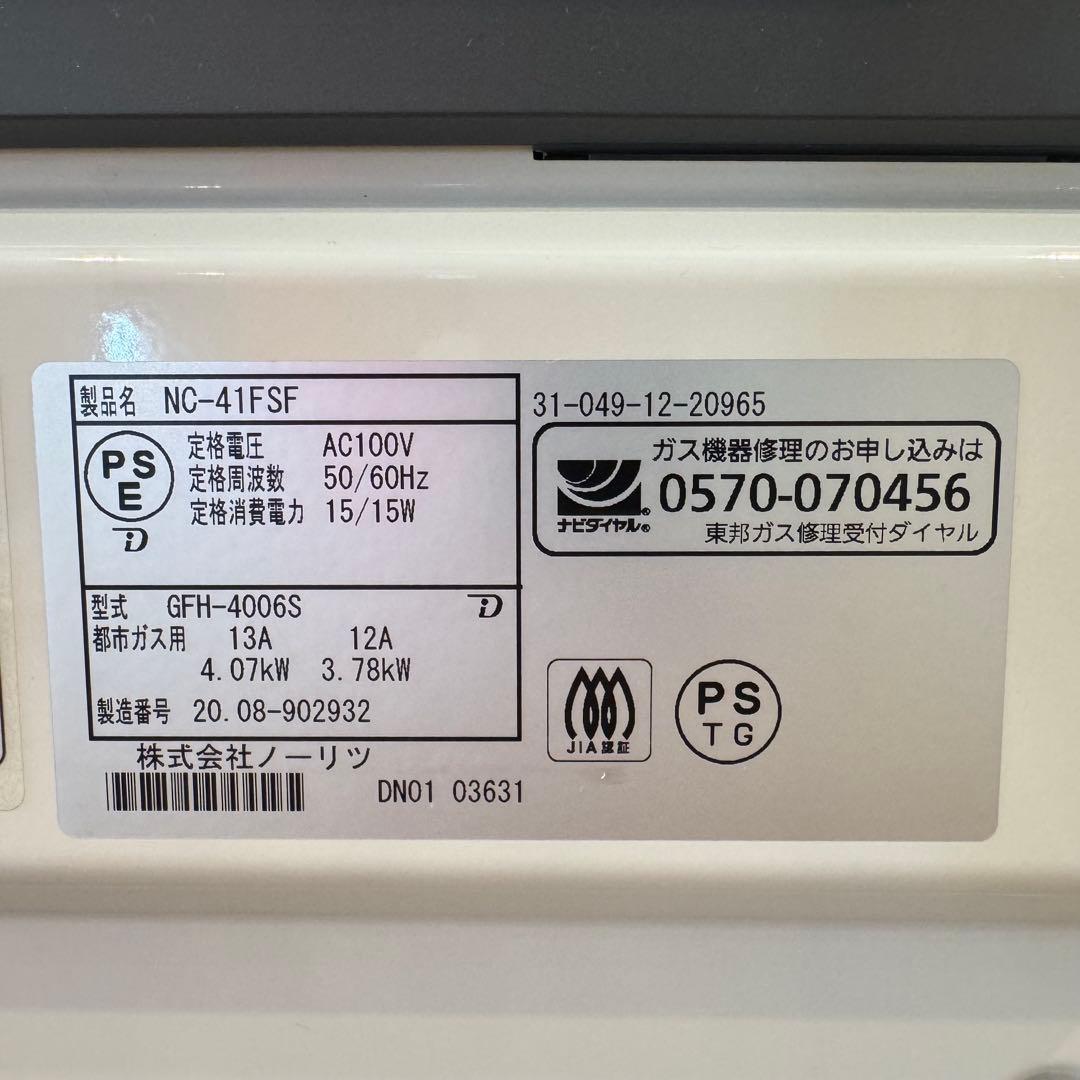 製品名 NC-41FSF
PS
E
定格電圧 AC100V
定格周波数 50/60Hz
定格消費電力 15/15W
型式 GFH-4006S
都市ガス用 13A 12A
4.07kW 3.78kW
製造番号 20.08-902932
株式会社ノーリツ
DN01 03631
31-049-12-20965
ガス機器修理のお申し込みは
ナビダイヤル® 0570-070456
東邦ガス修理受付ダイヤル
JIA認証
PS
TG